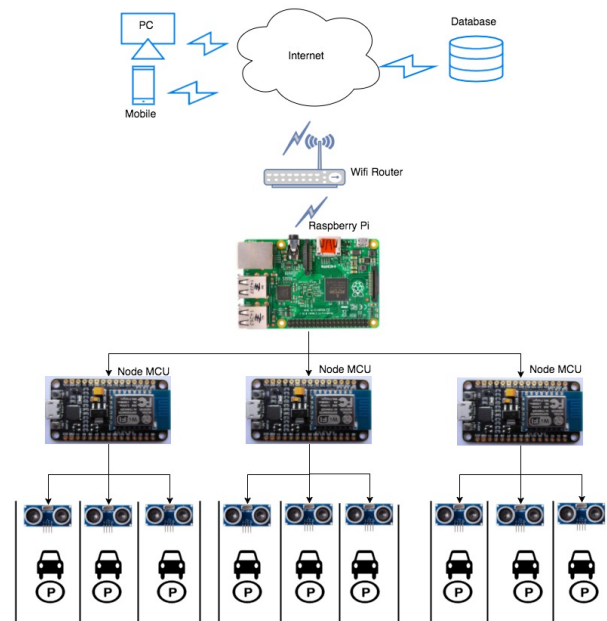 PC
Database
Internet
Mobile
Wifi Router
Raspberry Pi
Node MCU
Node MCU
Node MCU
P
P
P
P
P
P
P
P
P